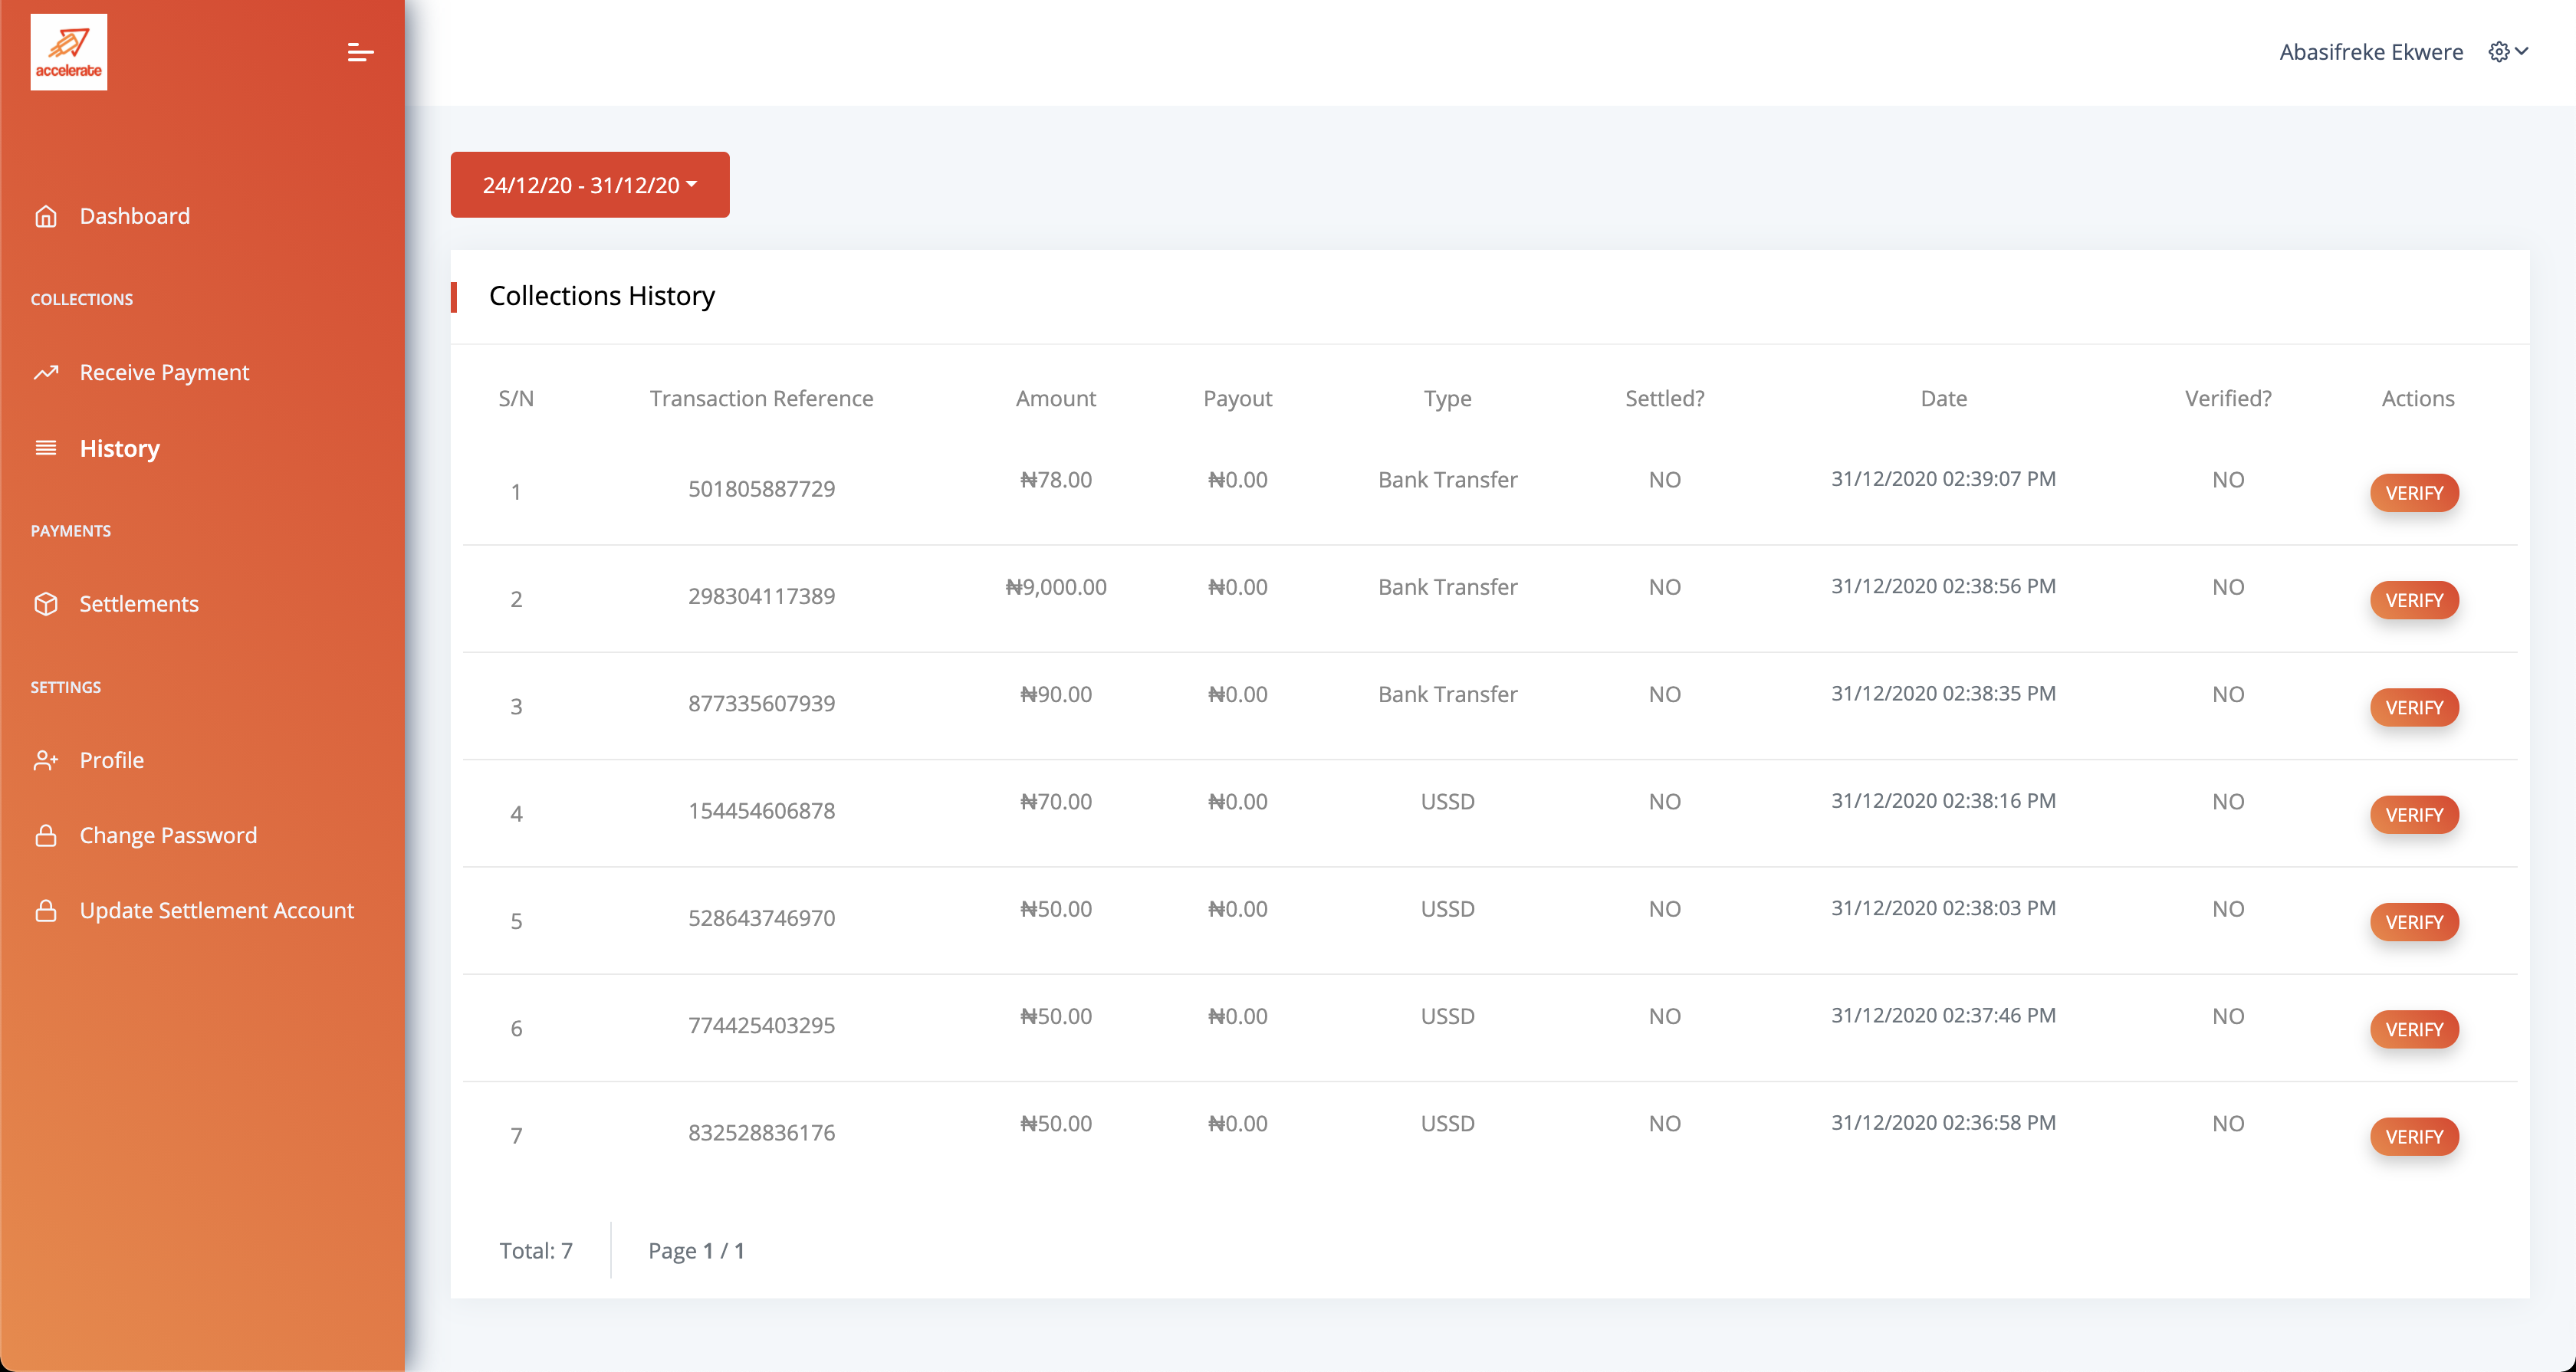 accelerate
Abasifreke Ekwere
Dashboard
COLLECTIONS
Receive Payment
History
PAYMENTS
Settlements
SETTINGS
Profile
Change Password
Update Settlement Account
24/12/20 - 31/12/20
Collections History
S/N Transaction Reference Amount Payout Type Settled? Date Verified? Actions
1 501805887729 ₦78.00 ₦0.00 Bank Transfer NO 31/12/2020 02:39:07 PM NO VERIFY
2 298304117389 ₦9,000.00 ₦0.00 Bank Transfer NO 31/12/2020 02:38:56 PM NO VERIFY
3 877335607939 ₦90.00 ₦0.00 Bank Transfer NO 31/12/2020 02:38:35 PM NO VERIFY
4 154454606878 ₦70.00 ₦0.00 USSD NO 31/12/2020 02:38:16 PM NO VERIFY
5 528643746970 ₦50.00 ₦0.00 USSD NO 31/12/2020 02:38:03 PM NO VERIFY
6 774425403295 ₦50.00 ₦0.00 USSD NO 31/12/2020 02:37:46 PM NO VERIFY
7 832528836176 ₦50.00 ₦0.00 USSD NO 31/12/2020 02:36:58 PM NO VERIFY
Total: 7 Page 1 / 1